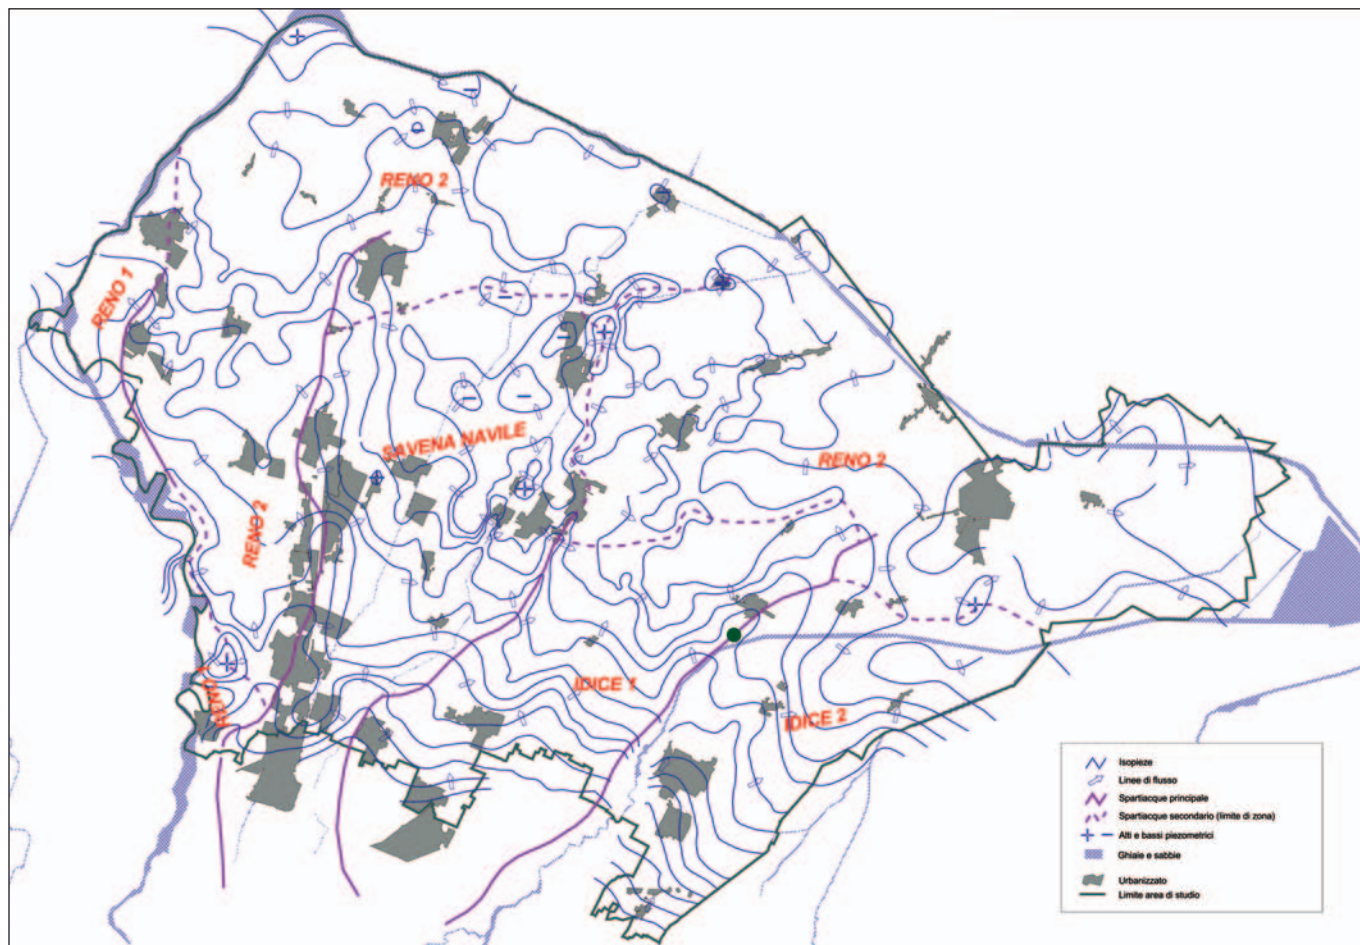 RENO 2
RENO 1
SAVENA NAVILE
RENO 2
RENO 2
RENO 1
IDICE 1
IDICE 2
Isopieze
Linee di flusso
Spartiacque principale
Spartiacque secondario (limite di zona)
Alti e bassi piezometrici
Ghiaie e sabbie
Urbanizzato
Limite area di studio